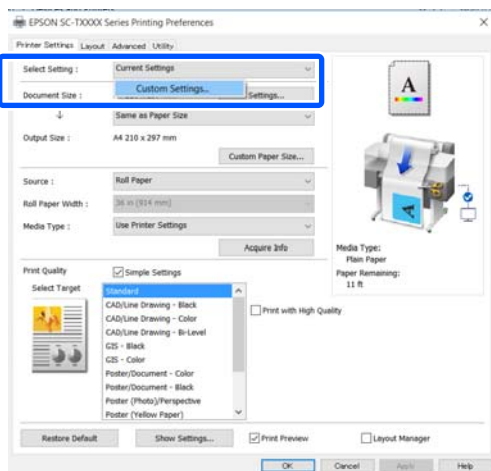 EPSON SC-TXXXX Series Printing Preferences
Printer Settings Layout Advanced Utility
Select Setting : Current Settings
Custom Settings...
Document Size : Settings...
Same as Paper Size
Output Size : A4 210 x 297 mm
Custom Paper Size...
Source : Roll Paper
Roll Paper Width : 36 in (914 mm)
Media Type : Use Printer Settings
Acquire Info
Media Type:
Plain Paper
Paper Remaining:
11 ft
Print Quality Simple Settings
Select Target
Standard
CAD/Line Drawing - Black
CAD/Line Drawing - Color
CAD/Line Drawing - Bi-Level
GIS - Black
GIS - Color
Poster/Document - Color
Poster/Document - Black
Poster (Photo)/Perspective
Poster (Yellow Paper)
Print with High Quality
Restore Default Show Settings... Print Preview Layout Manager
OK Cancel Apply Help